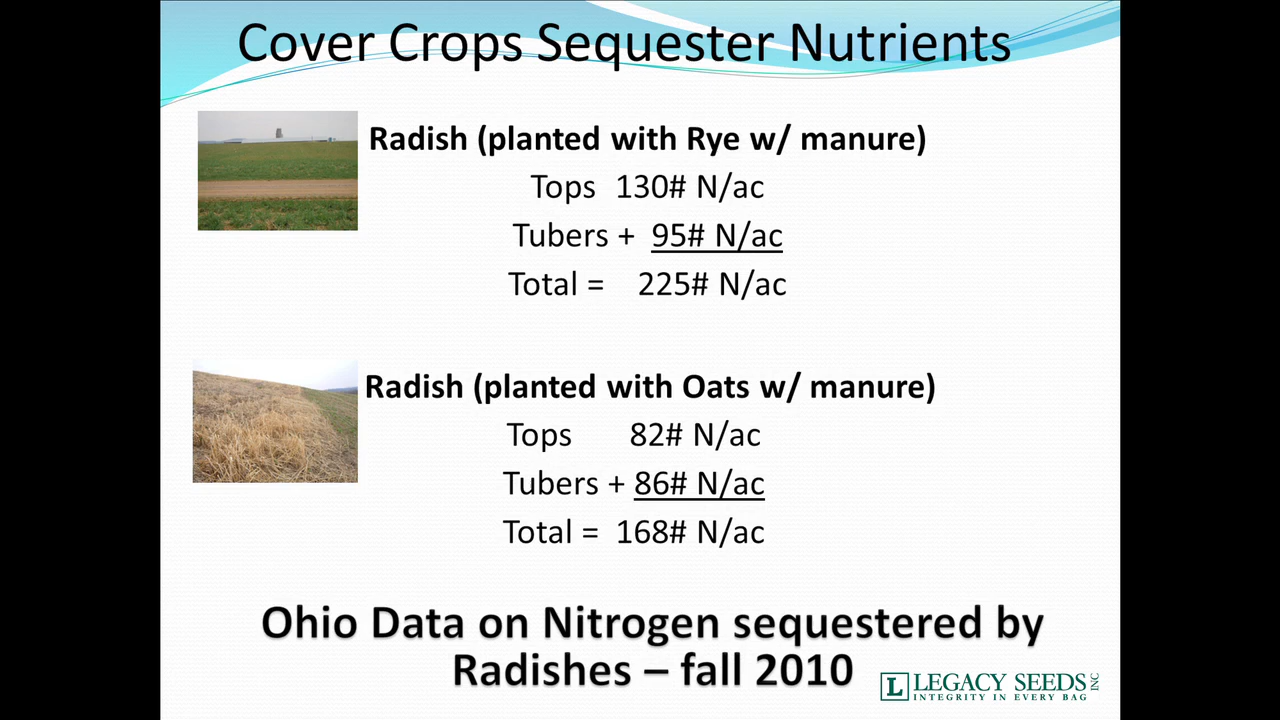 Cover Crops Sequester Nutrients
Radish (planted with Rye w/ manure)
Tops 130# N/ac
Tubers + 95# N/ac
Total = 225# N/ac
Radish (planted with Oats w/ manure)
Tops 82# N/ac
Tubers + 86# N/ac
Total = 168# N/ac
Ohio Data on Nitrogen sequestered by
Radishes – fall 2010
L LEGACY SEEDS INC
INTEGRITY IN EVERY BAG